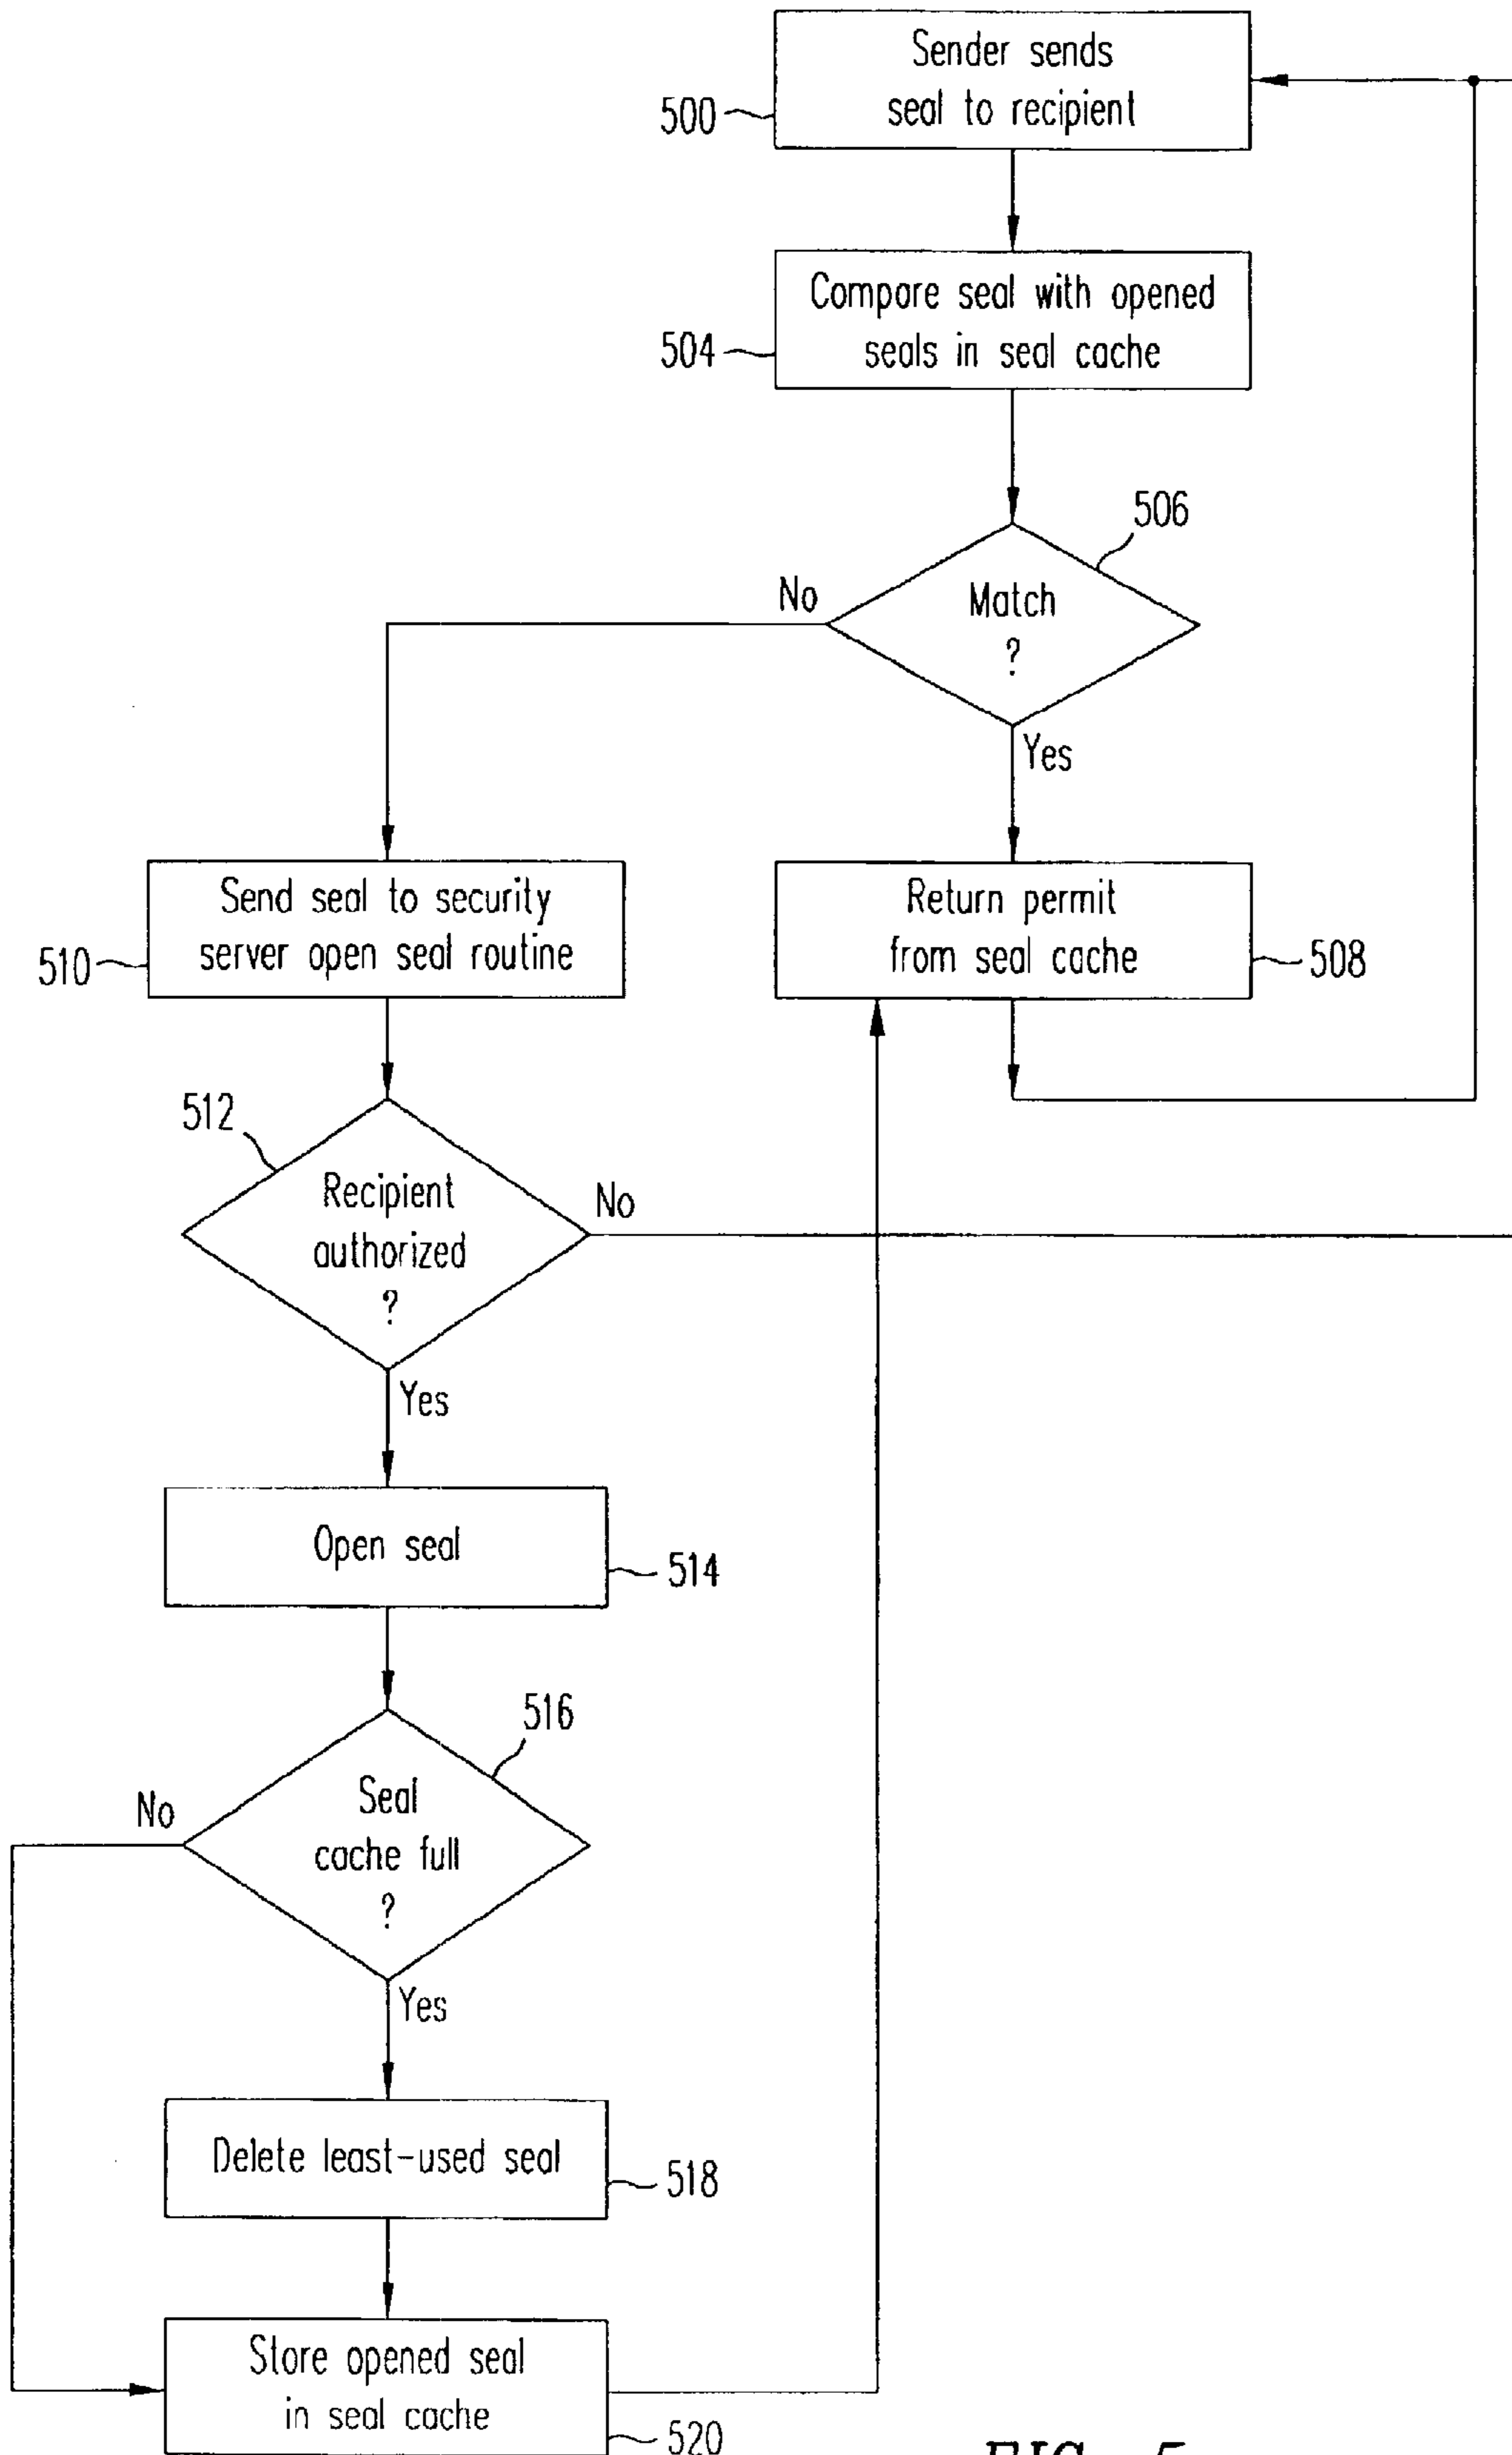 Sender sends
seal to recipient
500
Compare seal with opened
seals in seal cache
504
506
Match
?
No
Yes
Send seal to security
server open seal routine
510
Return permit
from seal cache
508
512
Recipient
authorized
?
No
Yes
Open seal
514
516
Seal
cache full
?
No
Yes
Delete least-used seal
518
Store opened seal
in seal cache
520
FIG. 5